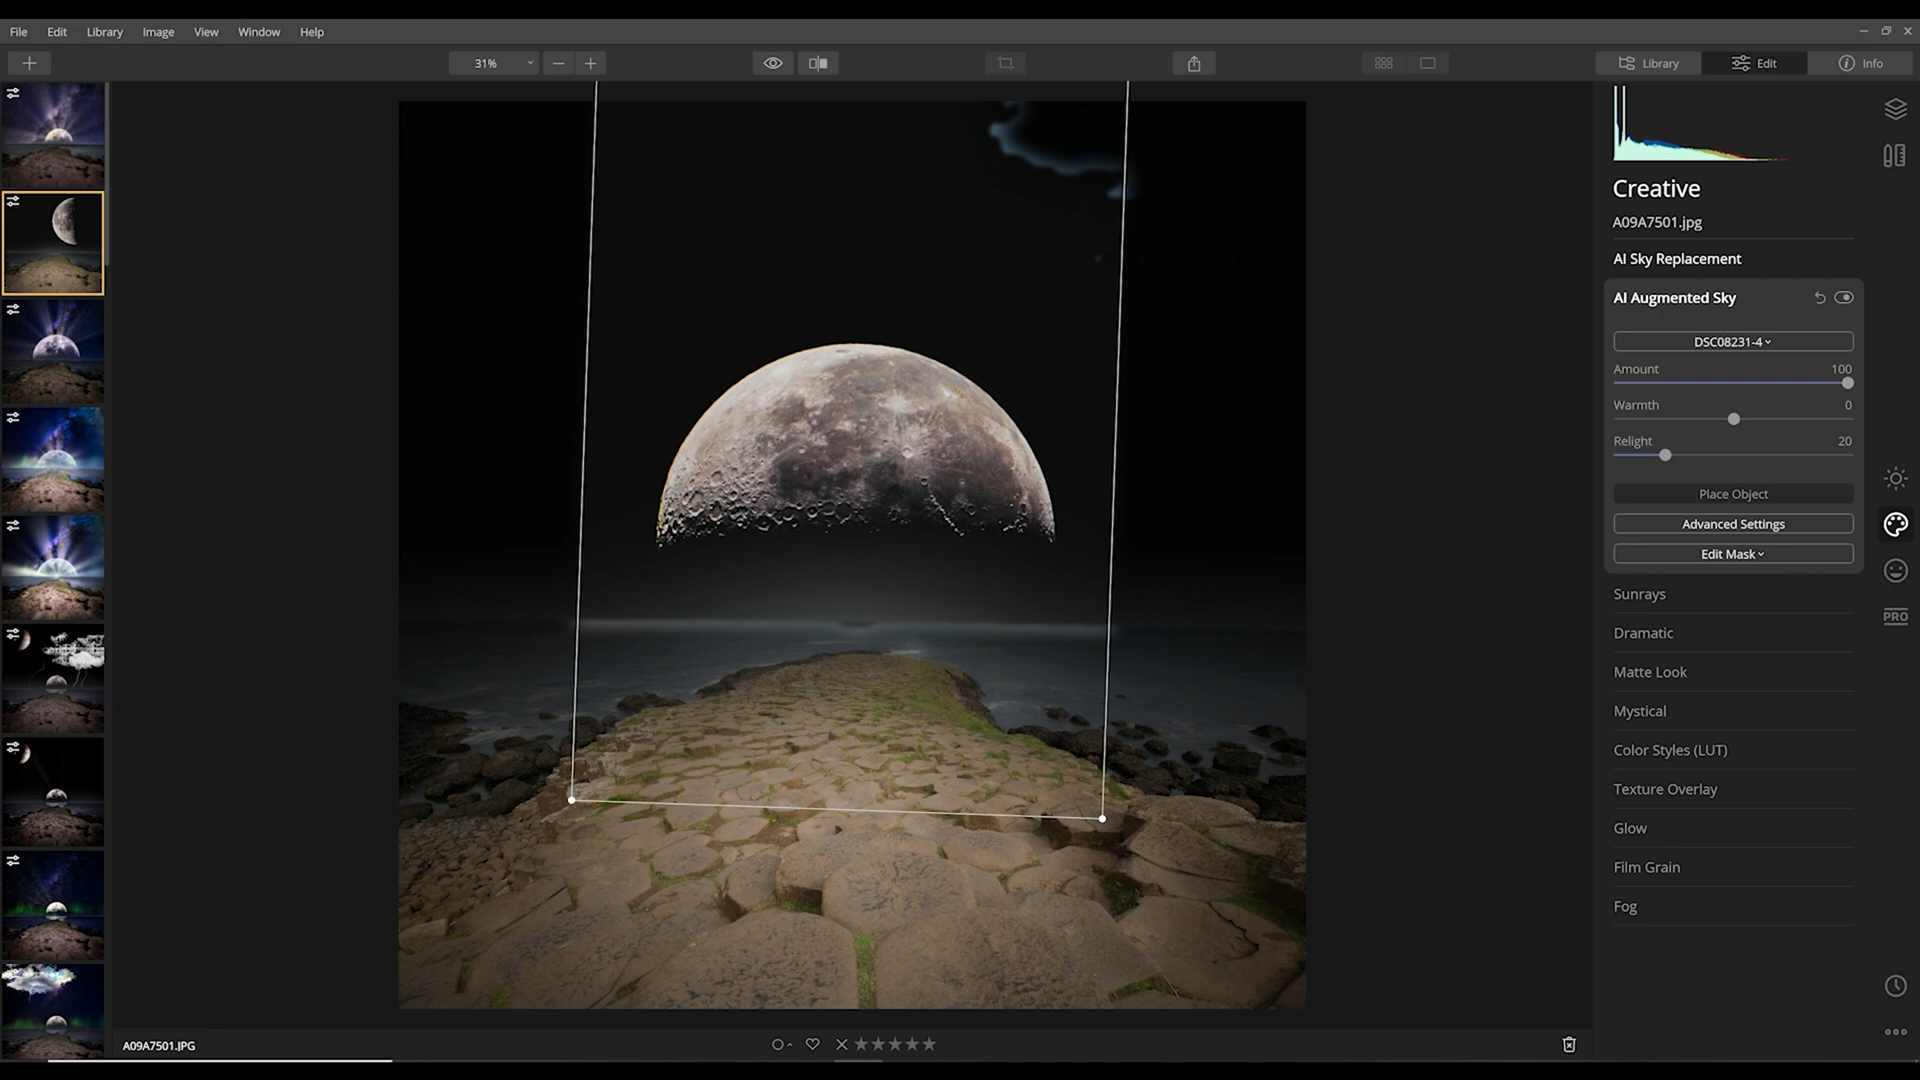 File Edit Library Image View Window Help
31%
Library Edit Info
Creative
A09A7501.jpg
AI Sky Replacement
AI Augmented Sky
DSC08231-4
Amount 100
Warmth 0
Relight 20
Place Object
Advanced Settings
Edit Mask
PRO
Sunrays
Dramatic
Matte Look
Mystical
Color Styles (LUT)
Texture Overlay
Glow
Film Grain
Fog
A09A7501.JPG